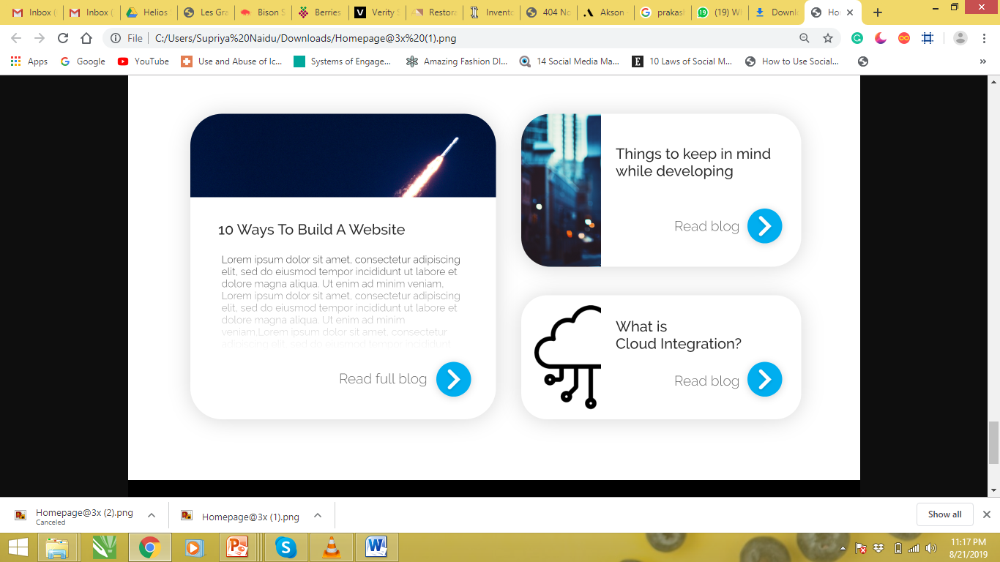 Inbox (
Inbox (
Helios
Les Gra
Bison S
Berries
Verity S
Restora
Invento
404 No
Akson
prakas
(19) W
Downl
Ho
File
C:/Users/Supriya%20Naidu/Downloads/Homepage@3x%20(1).png
Apps
Google
YouTube
Use and Abuse of Ic...
Systems of Engage...
Amazing Fashion DI...
14 Social Media Ma...
10 Laws of Social M...
How to Use Social...
»
10 Ways To Build A Website
Lorem ipsum dolor sit amet, consectetur adipiscing
elit, sed do eiusmod tempor incididunt ut labore et
dolore magna aliqua. Ut enim ad minim veniam,
Lorem ipsum dolor sit amet, consectetur adipiscing
elit, sed do eiusmod tempor incididunt ut labore et
dolore magna aliqua. Ut enim ad minim
veniam,Lorem ipsum dolor sit amet, consectetur
adipiscing elit, sed do eiusmod tempor incididunt
Read full blog
Things to keep in mind
while developing
Read blog
What is
Cloud Integration?
Read blog
Homepage@3x (2).png
Canceled
Homepage@3x (1).png
Show all
11:17 PM
8/21/2019